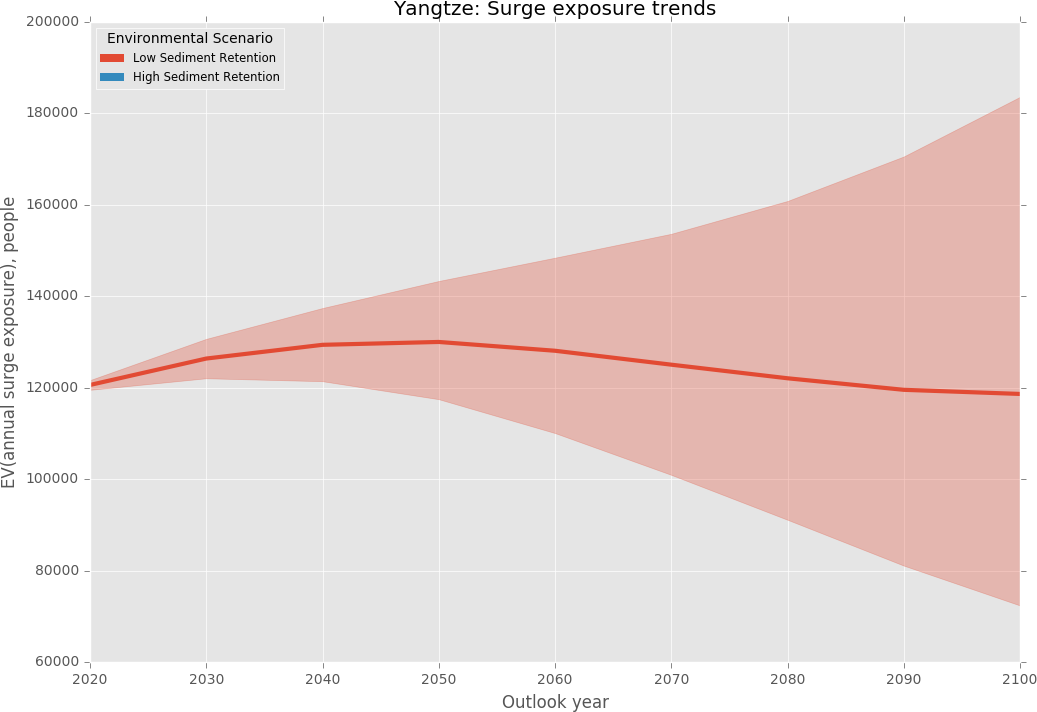 Yangtze: Surge exposure trends
200000
180000
160000
140000
120000
100000
80000
60000
EV(annual surge exposure), people
Environmental Scenario
Low Sediment Retention
High Sediment Retention
2020 2030 2040 2050 2060 2070 2080 2090 2100
Outlook year